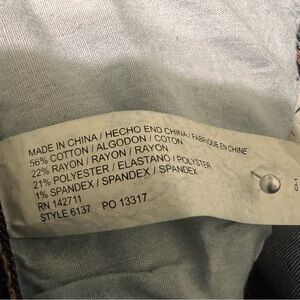 MADE IN CHINA / HECHO END CHINA / FABRIQUE EN CHINE
56% COTTON / ALGODON / COTON
22% RAYON / RAYON / RAYON
21% POLYESTER / ELASTANO / POLYSTER
1% SPANDEX / SPANDEX / SPANDEX
RN 142711
STYLE 6137 PO 13317